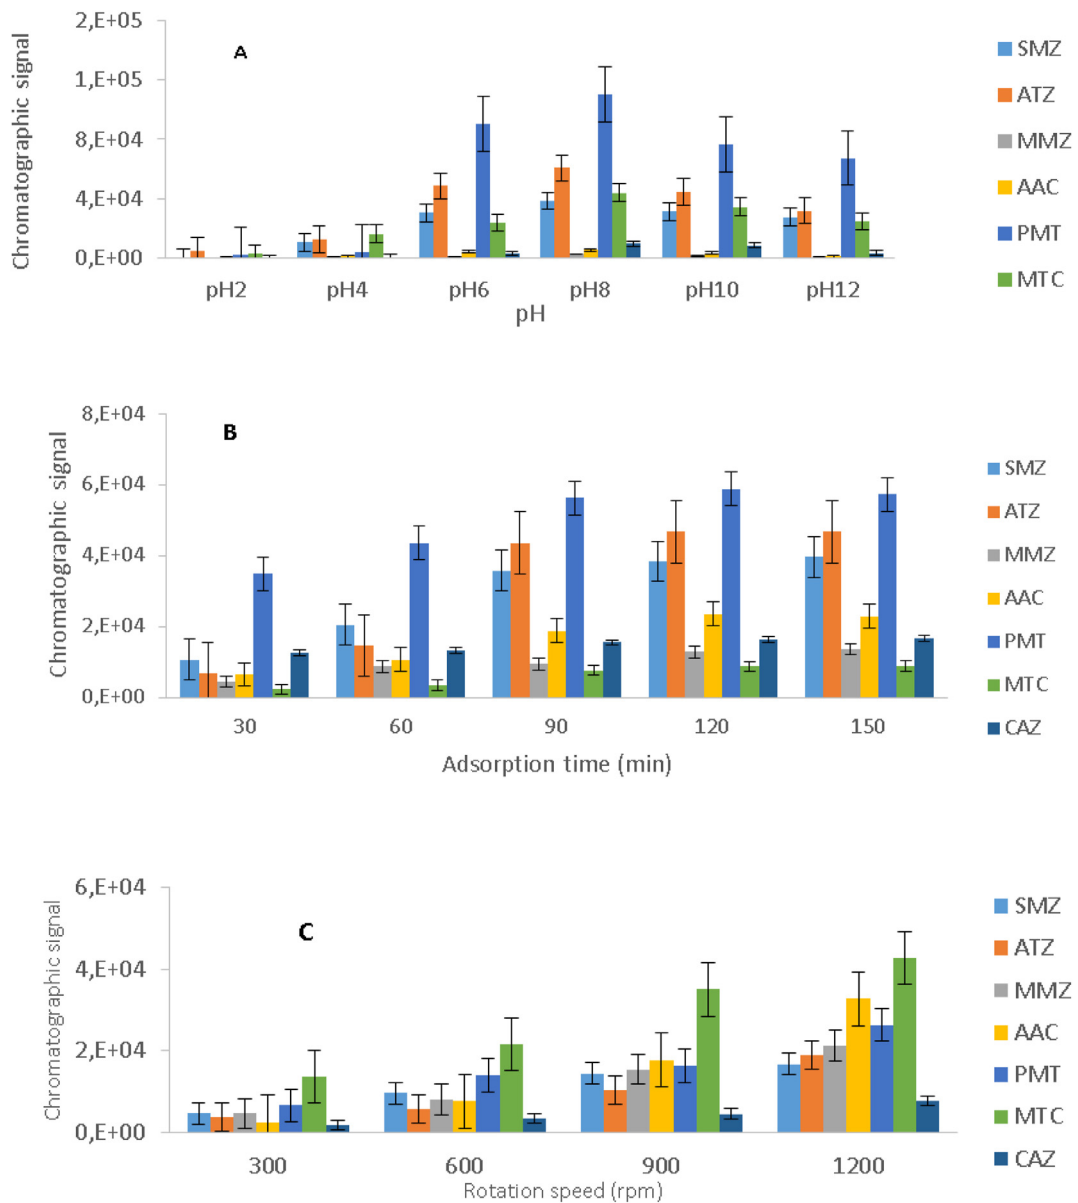 A
Chromatographic signal
2,E+05
1,E+05
8,E+04
4,E+04
0,E+00
pH2 pH4 pH6 pH8 pH10 pH12
pH
SMZ
ATZ
MMZ
AAC
PMT
MTC
B
Chromatographic signal
8,E+04
6,E+04
4,E+04
2,E+04
0,E+00
30 60 90 120 150
Adsorption time (min)
SMZ
ATZ
MMZ
AAC
PMT
MTC
CAZ
C
Chromatographic signal
6,E+04
4,E+04
2,E+04
0,E+00
300 600 900 1200
Rotation speed (rpm)
SMZ
ATZ
MMZ
AAC
PMT
MTC
CAZ